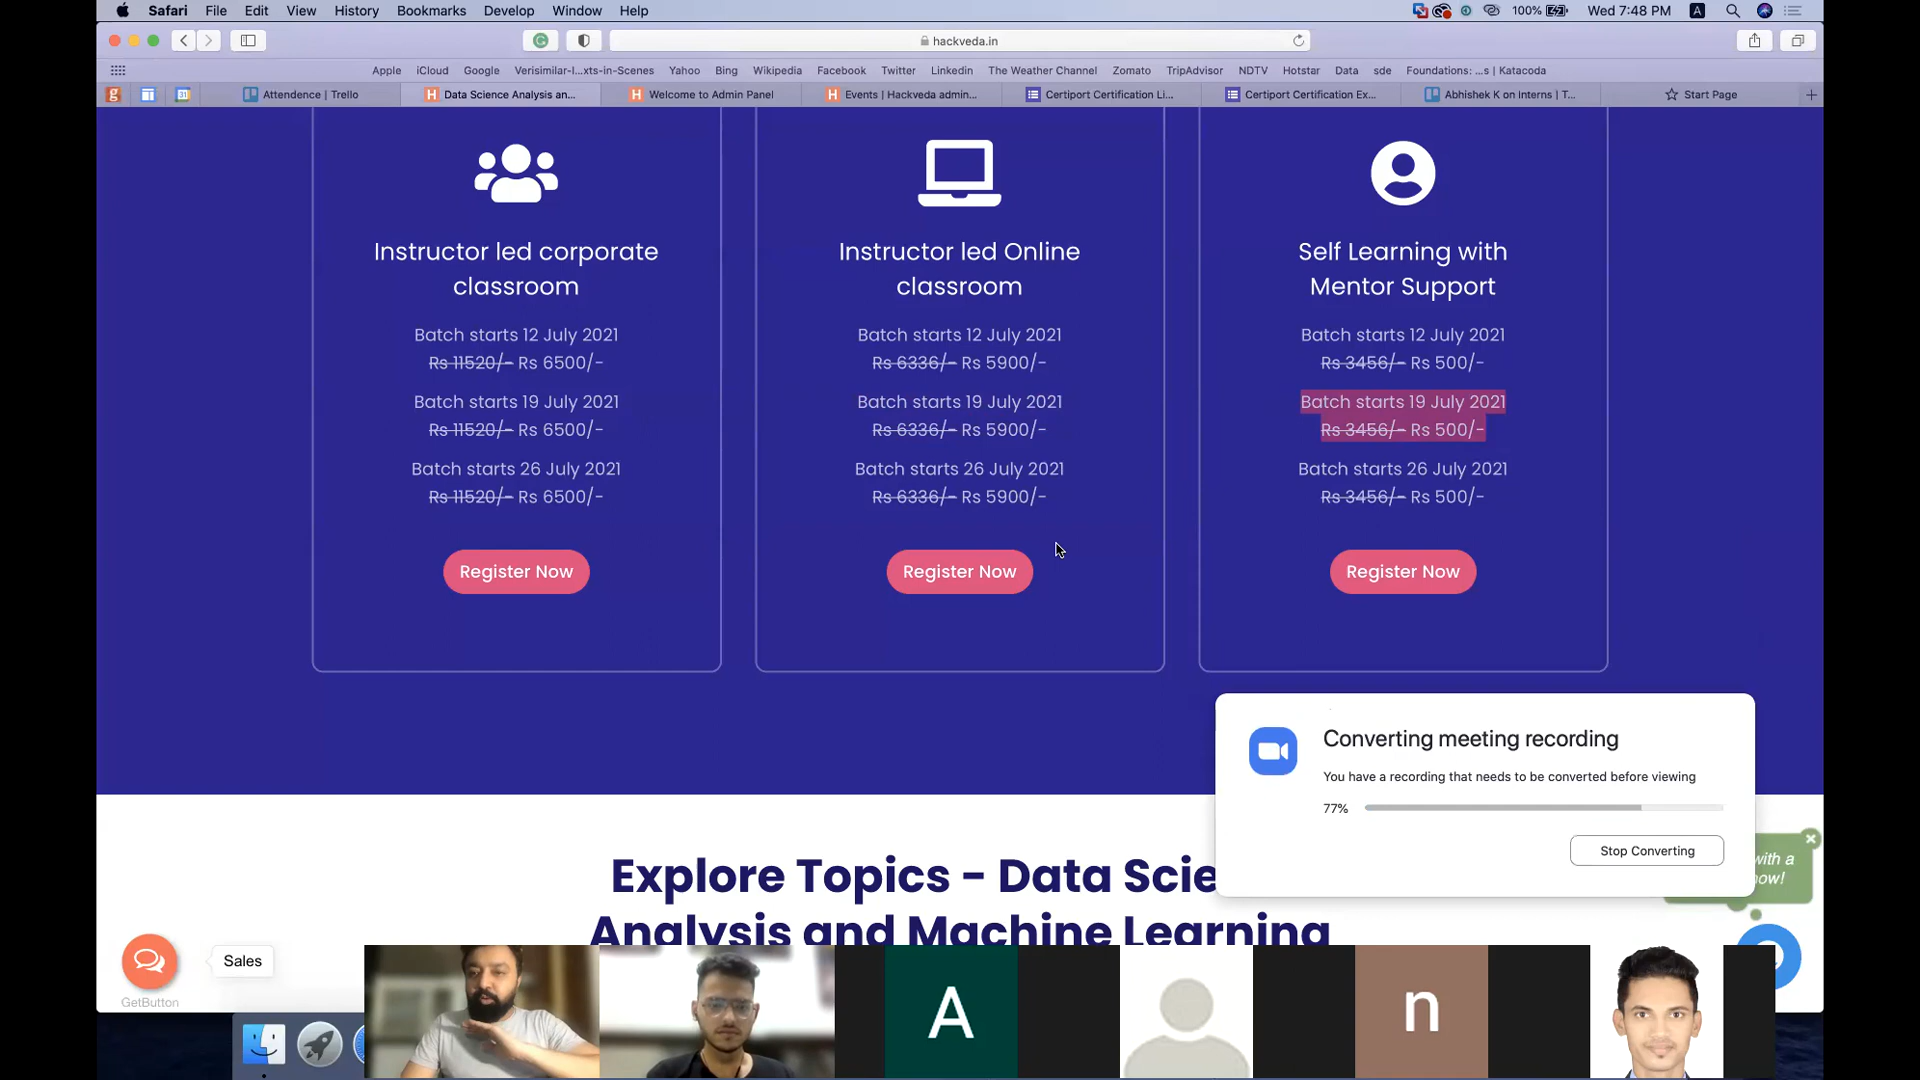 Safari File Edit View History Bookmarks Develop Window Help 100% Wed 7:48 PM A
hackveda.in
Apple iCloud Google Verisimilar-I...xts-in-Scenes Yahoo Bing Wikipedia Facebook Twitter Linkedin The Weather Channel Zomato TripAdvisor NDTV Hotstar Data sde Foundations: ...s | Katacoda
Attendence | Trello Data Science Analysis an... Welcome to Admin Panel Events | Hackveda admin... Certiport Certification Li... Certiport Certification Ex... Abhishek K on Interns | T... Start Page
Instructor led corporate
classroom
Batch starts 12 July 2021
Rs 11520/- Rs 6500/-
Batch starts 19 July 2021
Rs 11520/- Rs 6500/-
Batch starts 26 July 2021
Rs 11520/- Rs 6500/-
Register Now
Instructor led Online
classroom
Batch starts 12 July 2021
Rs 6336/- Rs 5900/-
Batch starts 19 July 2021
Rs 6336/- Rs 5900/-
Batch starts 26 July 2021
Rs 6336/- Rs 5900/-
Register Now
Self Learning with
Mentor Support
Batch starts 12 July 2021
Rs 3456/- Rs 500/-
Batch starts 19 July 2021
Rs 3456/- Rs 500/-
Batch starts 26 July 2021
Rs 3456/- Rs 500/-
Register Now
Converting meeting recording
You have a recording that needs to be converted before viewing
77%
Stop Converting
with a
now!
Explore Topics - Data Scie
Analysis and Machine Learning
Sales
GetButton
A
n